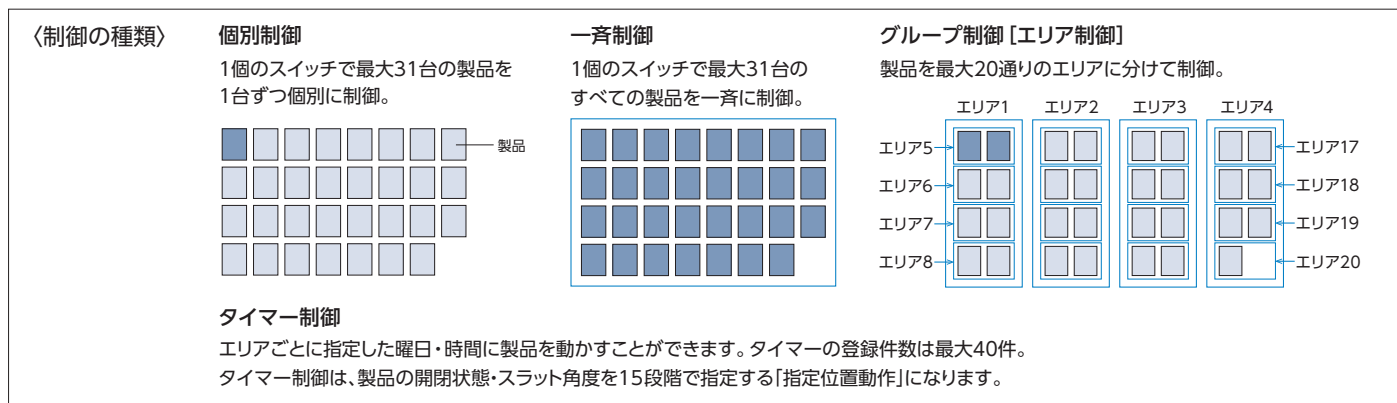 〈制御の種類〉
個別制御
1個のスイッチで最大31台の製品を
1台ずつ個別に制御。
製品
一斉制御
1個のスイッチで最大31台の
すべての製品を一斉に制御。
グループ制御［エリア制御］
製品を最大20通りのエリアに分けて制御。
エリア1 エリア2 エリア3 エリア4
エリア5 エリア17
エリア6 エリア18
エリア7 エリア19
エリア8 エリア20
タイマー制御
エリアごとに指定した曜日・時間に製品を動かすことができます。タイマーの登録件数は最大40件。
タイマー制御は、製品の開閉状態・スラット角度を15段階で指定する「指定位置動作」になります。